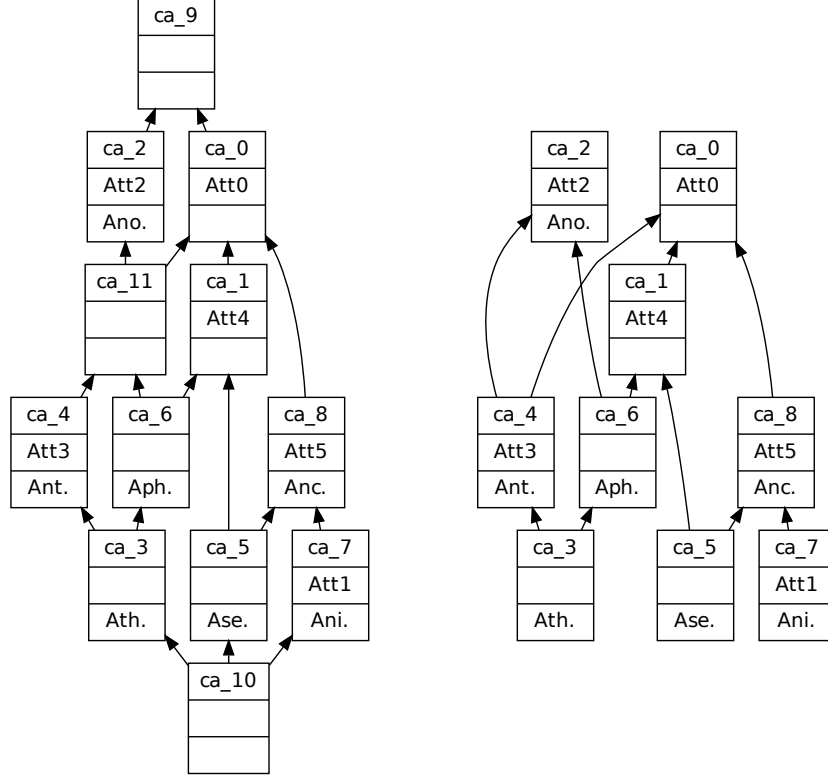 ca_9
ca_2
Att2
Ano.
ca_0
Att0
ca_11
ca_1
Att4
ca_4
Att3
Ant.
ca_6
Aph.
ca_8
Att5
Anc.
ca_3
Ath.
ca_5
Ase.
ca_7
Att1
Ani.
ca_10
ca_2
Att2
Ano.
ca_0
Att0
ca_1
Att4
ca_4
Att3
Ant.
ca_6
Aph.
ca_8
Att5
Anc.
ca_3
Ath.
ca_5
Ase.
ca_7
Att1
Ani.